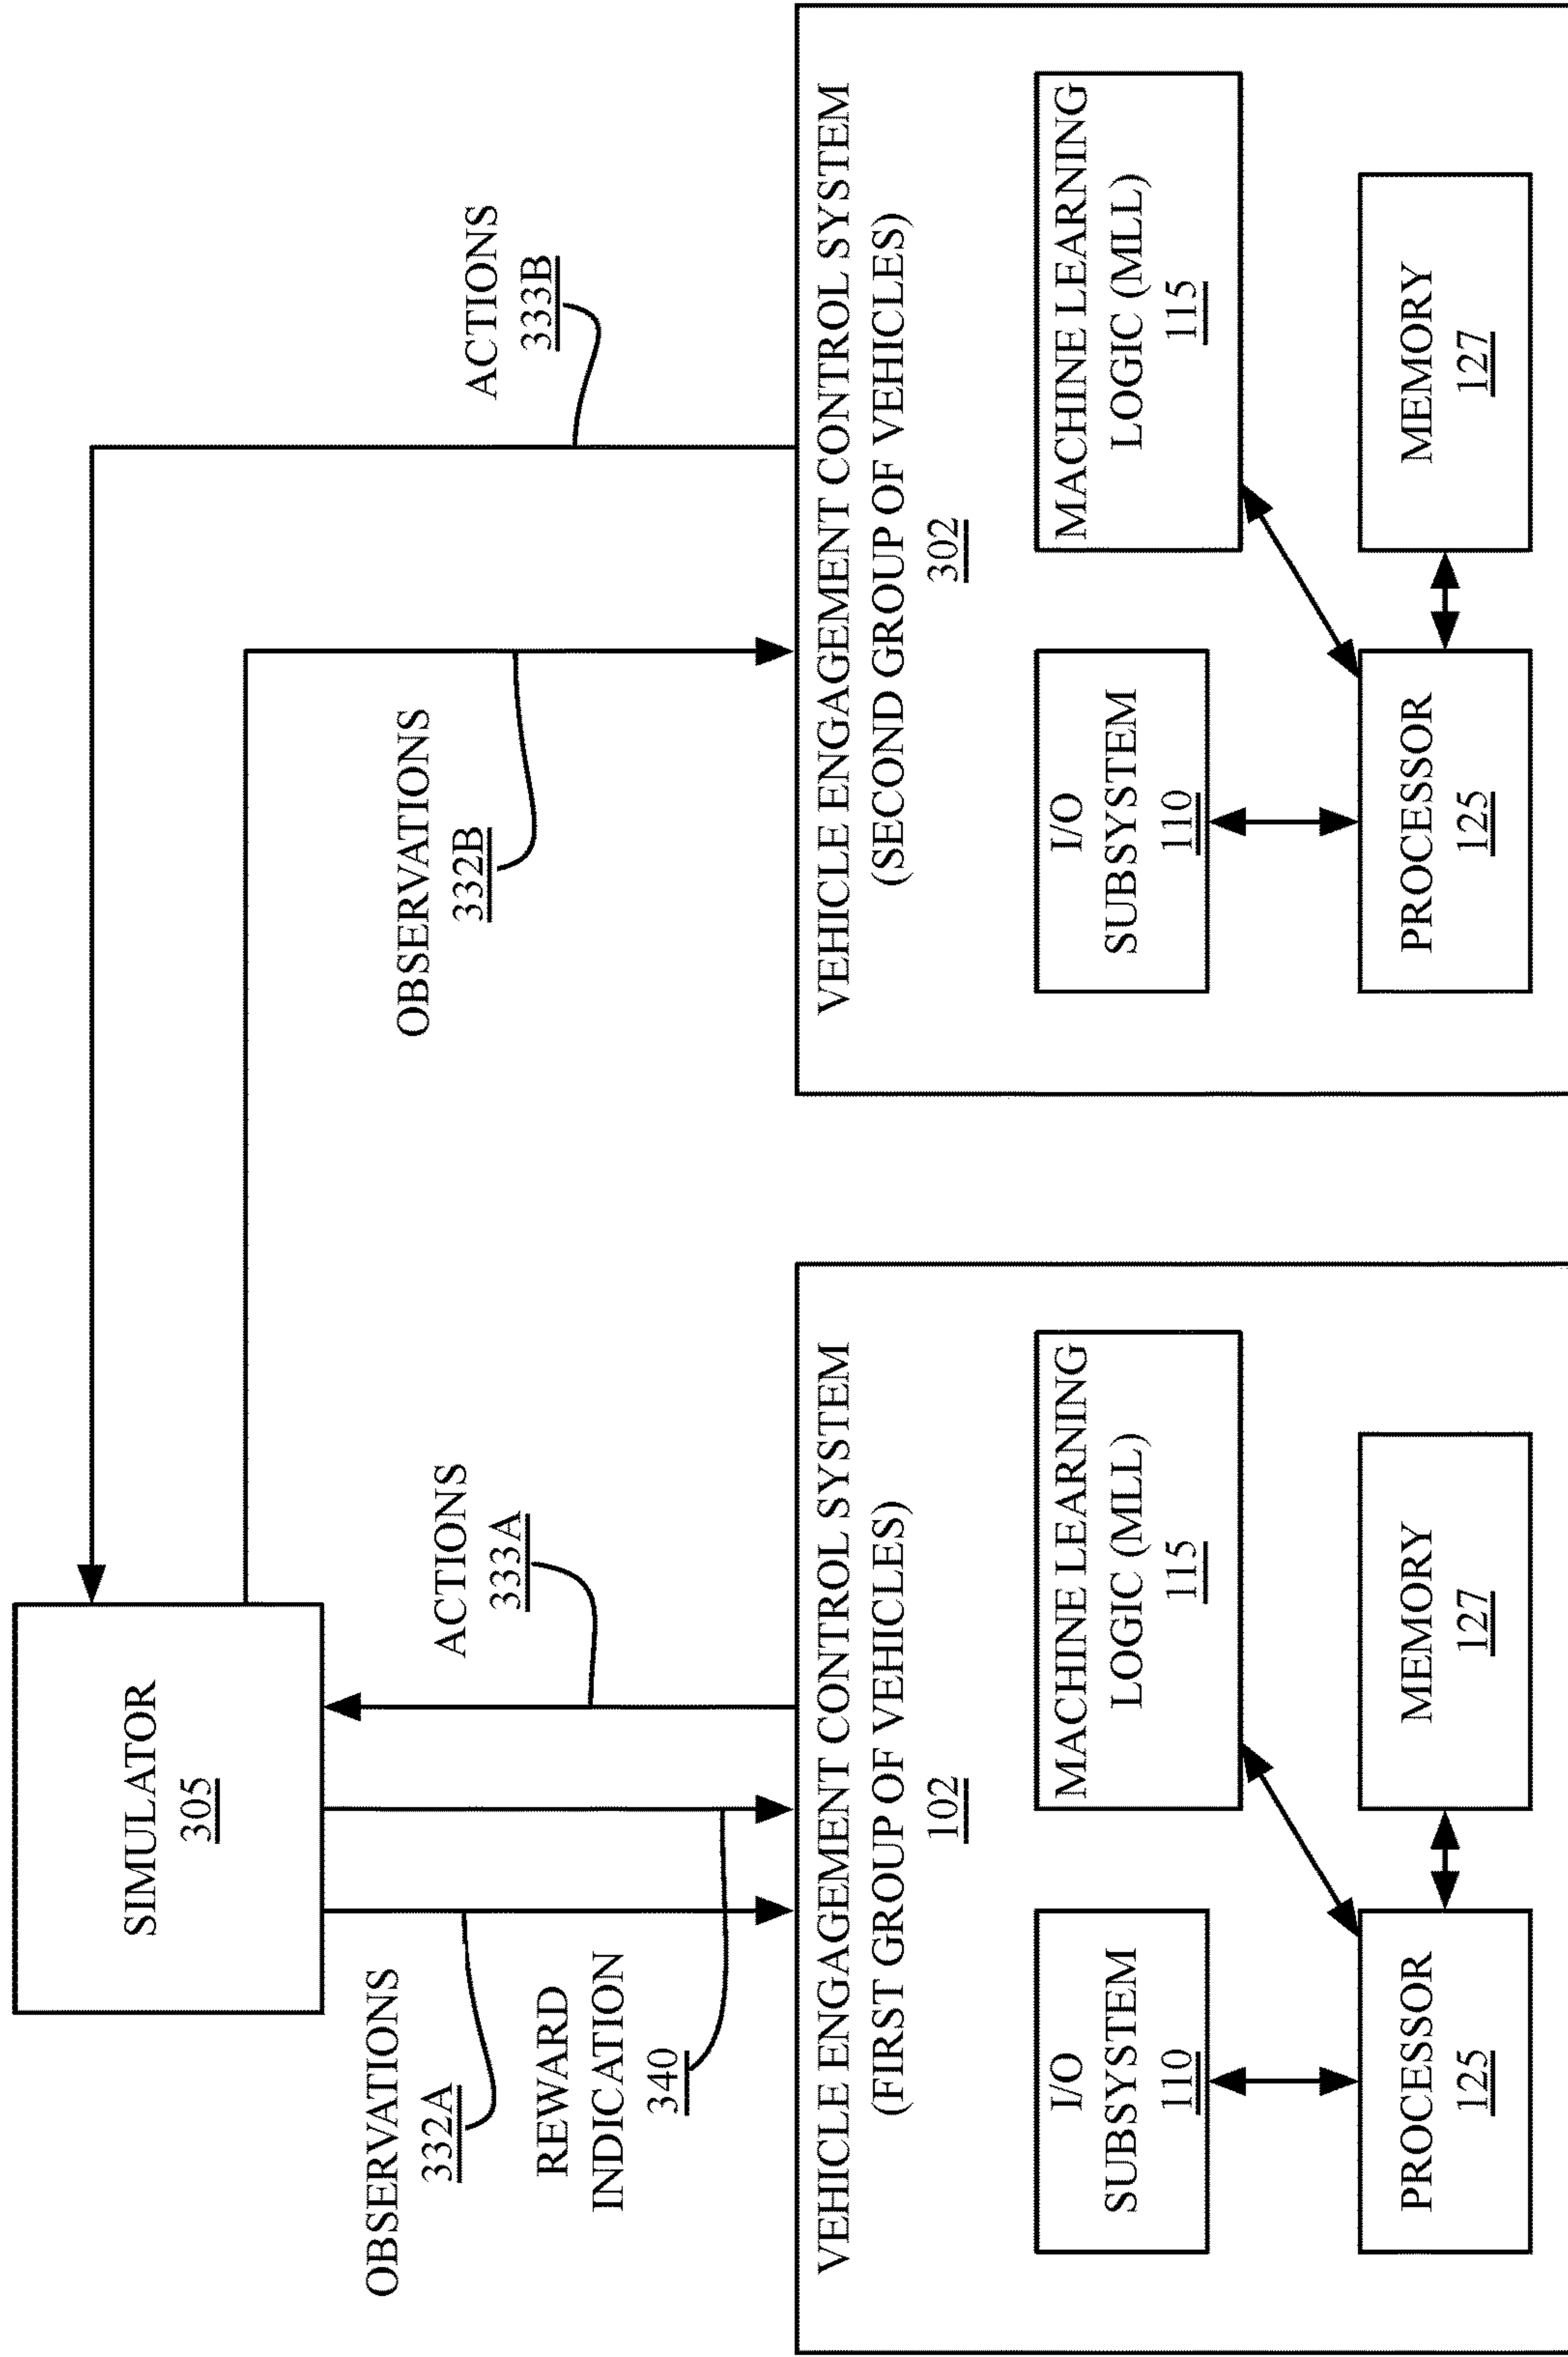 SIMULATOR
305
OBSERVATIONS
332A
REWARD
INDICATION
340
ACTIONS
333A
OBSERVATIONS
332B
ACTIONS
333B
VEHICLE ENGAGEMENT CONTROL SYSTEM
(FIRST GROUP OF VEHICLES)
102
I/O
SUBSYSTEM
110
MACHINE LEARNING
LOGIC (MLL)
115
PROCESSOR
125
MEMORY
127
VEHICLE ENGAGEMENT CONTROL SYSTEM
(SECOND GROUP OF VEHICLES)
302
I/O
SUBSYSTEM
110
MACHINE LEARNING
LOGIC (MLL)
115
PROCESSOR
125
MEMORY
127